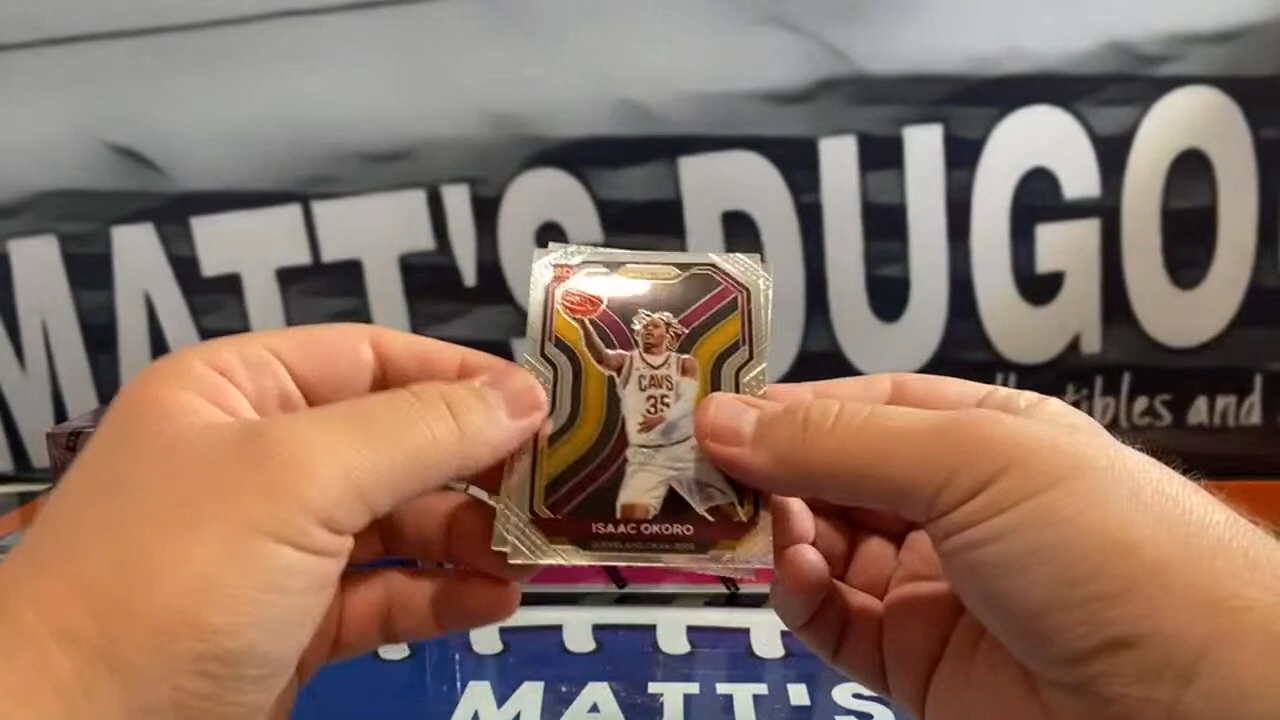 MATT'S DUGO
tibles and
CAVS
35
ISAAC OKORO
MATT'S